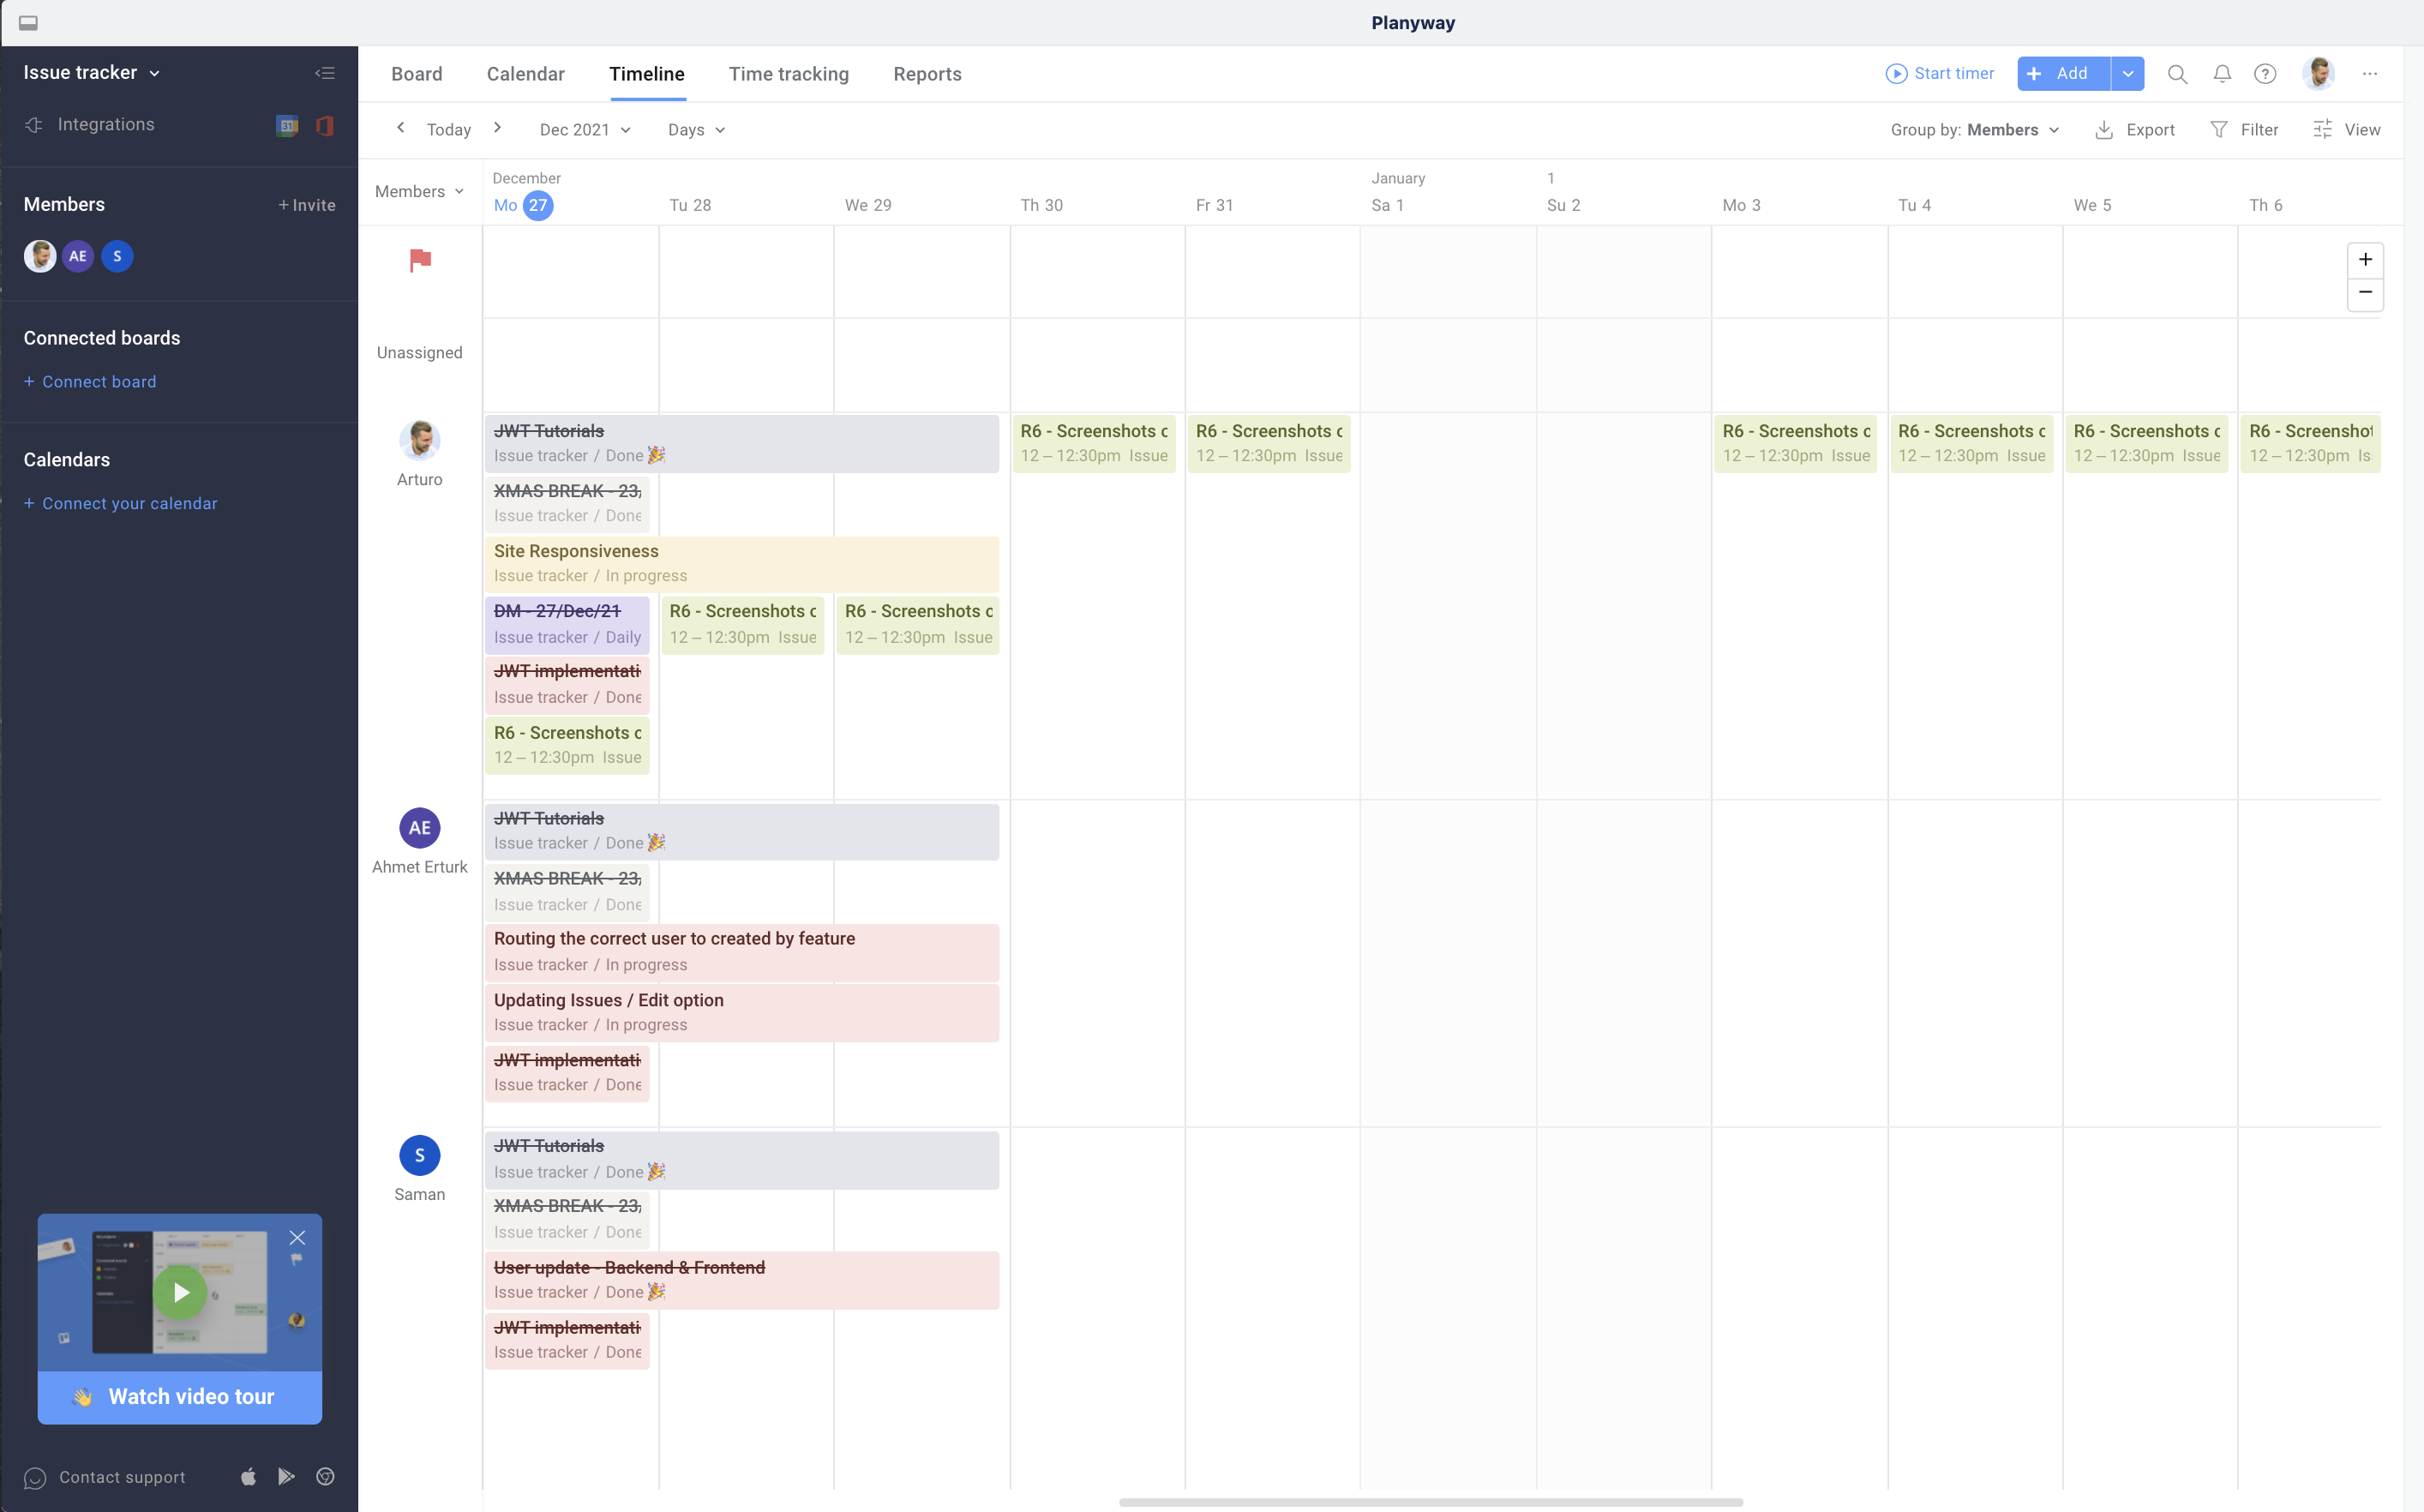 Planyway
Issue tracker
Integrations
31
Members
+ Invite
AE
S
Connected boards
+ Connect board
Calendars
+ Connect your calendar
Watch video tour
Contact support
Board Calendar Timeline Time tracking Reports
Start timer
+ Add
?
Today
Dec 2021
Days
Group by: Members
Export
Filter
View
Members
December January 1
Mo 27 Tu 28 We 29 Th 30 Fri 31 Sa 1 Su 2 Mo 3 Tu 4 We 5 Th 6
+
−
Unassigned
Arturo
JWT Tutorials
Issue tracker / Done 🎉
R6 - Screenshots
12 – 12:30pm Issue
R6 - Screenshots
12 – 12:30pm Issue
R6 - Screenshots
12 – 12:30pm Issue
R6 - Screenshots
12 – 12:30pm Issue
R6 - Screenshots
12 – 12:30pm Issue
R6 - Screenshot
12 – 12:30pm Is
XMAS BREAK - 23/
Issue tracker / Done
Site Responsiveness
Issue tracker / In progress
DM - 27/Dec/21
Issue tracker / Daily
R6 - Screenshots
12 – 12:30pm Issue
R6 - Screenshots
12 – 12:30pm Issue
JWT implementati
Issue tracker / Done
R6 - Screenshots
12 – 12:30pm Issue
AE
Ahmet Erturk
JWT Tutorials
Issue tracker / Done 🎉
XMAS BREAK - 23/
Issue tracker / Done
Routing the correct user to created by feature
Issue tracker / In progress
Updating Issues / Edit option
Issue tracker / In progress
JWT implementati
Issue tracker / Done
S
Saman
JWT Tutorials
Issue tracker / Done 🎉
XMAS BREAK - 23/
Issue tracker / Done
User update - Backend & Frontend
Issue tracker / Done 🎉
JWT implementati
Issue tracker / Done